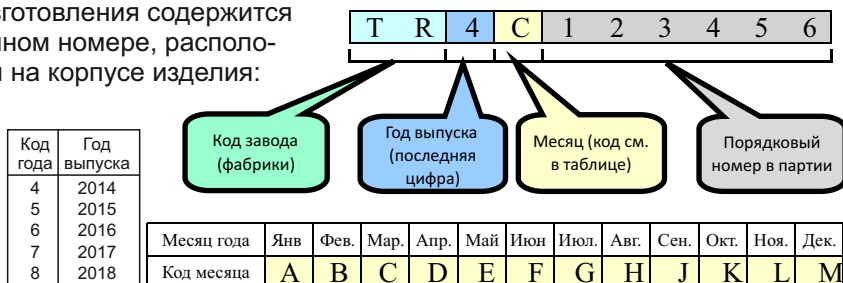 зготовления содержится
нном номере, располо-
и на корпусе изделия:
T R 4 C 1 2 3 4 5 6
Код завода
(фабрики)
Год выпуска
(последняя
цифра)
Месяц (код см.
в таблице)
Порядковый
номер в партии
Код года Год выпуска
4 2014
5 2015
6 2016
7 2017
8 2018
Месяц года Янв Фев. Мар. Апр. Май Июн Июл. Авг. Сен. Окт. Ноя. Дек.
Код месяца A B C D E F G H J K L M